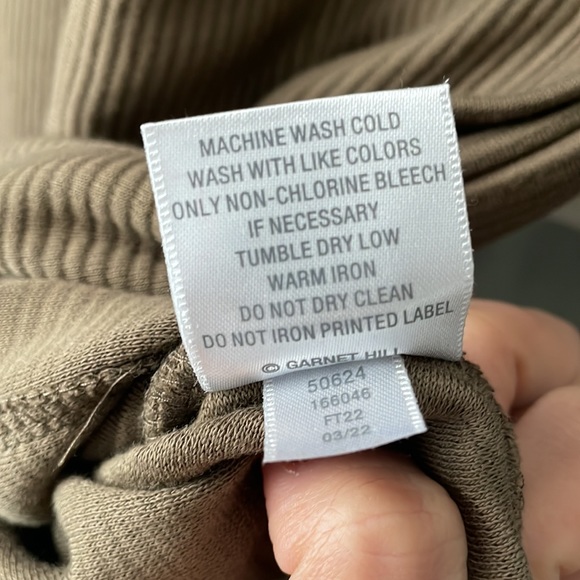 MACHINE WASH COLD
WASH WITH LIKE COLORS
ONLY NON-CHLORINE BLEECH
IF NECESSARY
TUMBLE DRY LOW
WARM IRON
DO NOT DRY CLEAN
DO NOT IRON PRINTED LABEL
© GARNET HILL
50624
166046
FT22
03/22